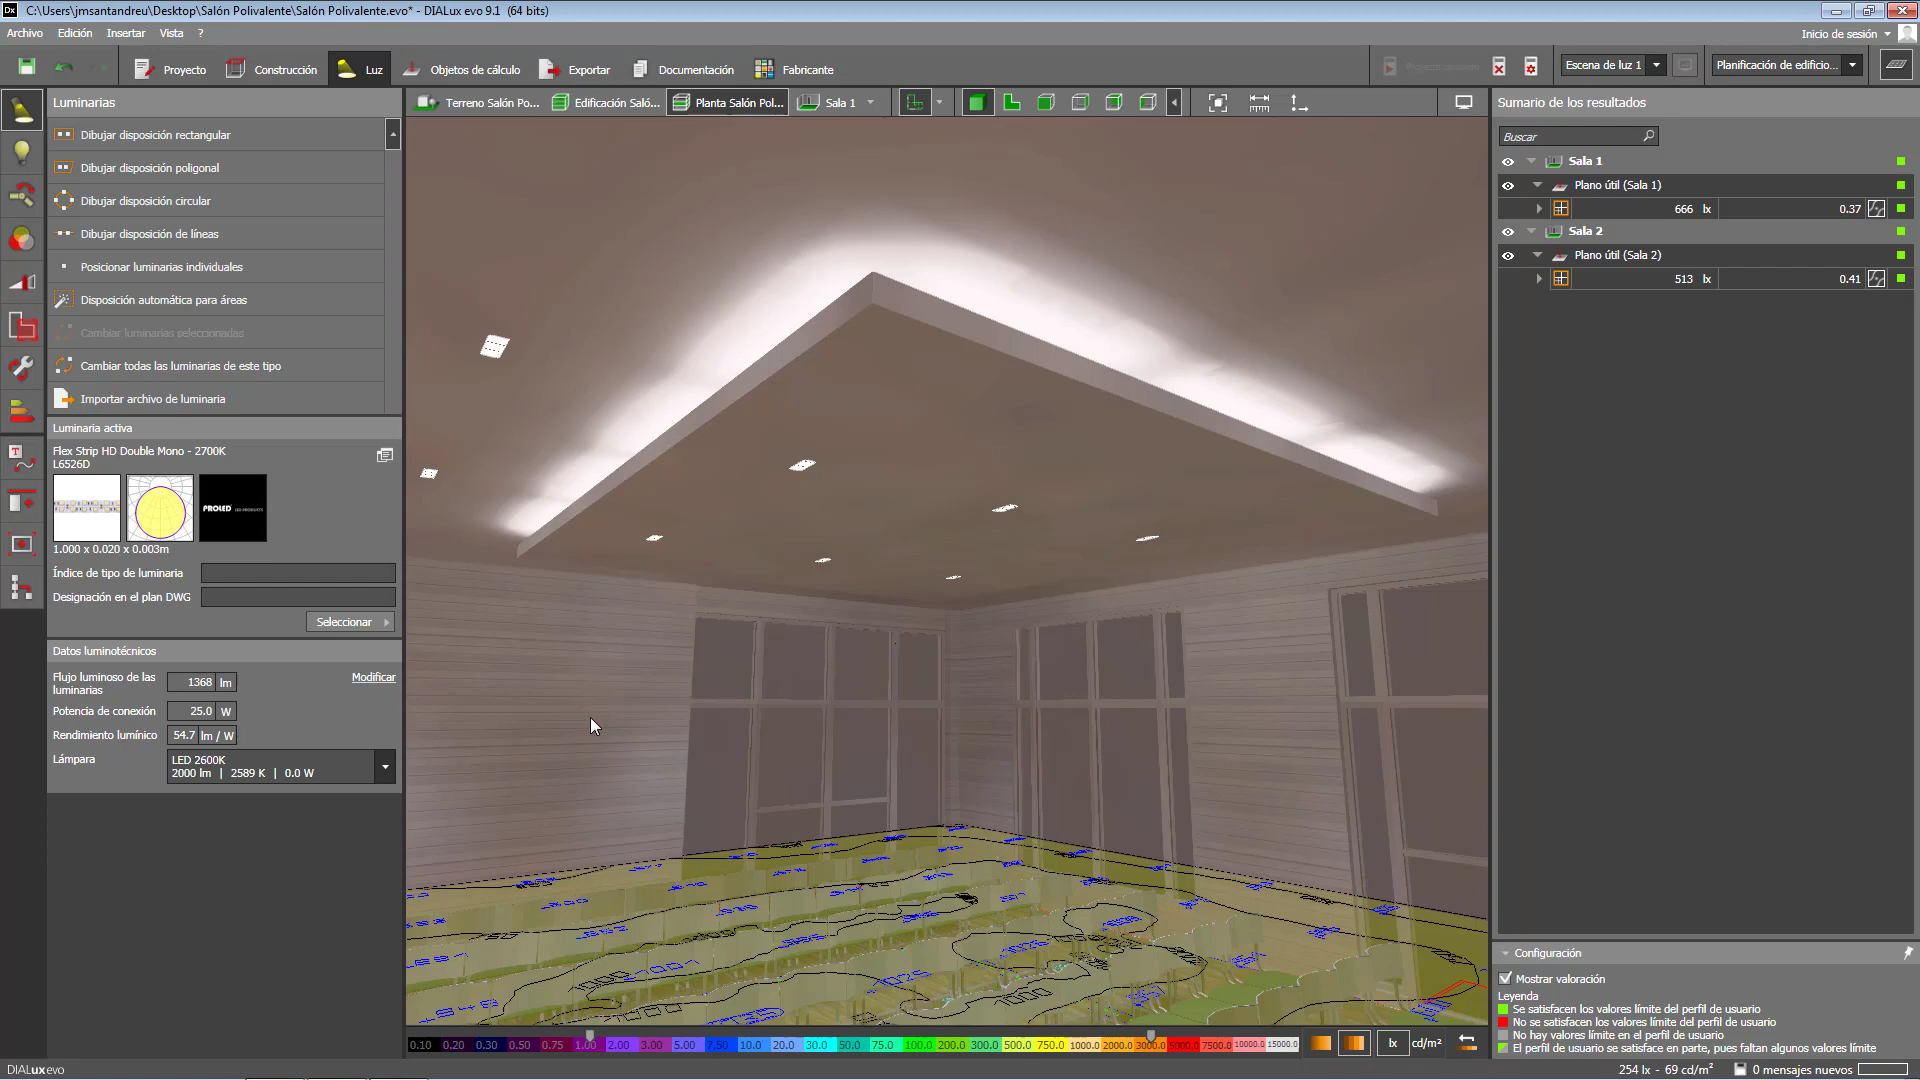 C:\Users\jmsantandreu\Desktop\Salón Polivalente\Salón Polivalente.evo* - DIALux evo 9.1 (64 bits)
Archivo Edición Insertar Vista ?
Inicio de sesión
Proyecto Construcción Luz Objetos de cálculo Exportar Documentación Fabricante
Escena de luz 1 Planificación de edificio...
Luminarias
Terreno Salón Po... Edificación Saló... Planta Salón Pol... Sala 1
Sumario de los resultados
Dibujar disposición rectangular
Dibujar disposición poligonal
Dibujar disposición circular
Dibujar disposición de líneas
Posicionar luminarias individuales
Disposición automática para áreas
Cambiar luminarias seleccionadas
Cambiar todas las luminarias de este tipo
Importar archivo de luminaria
Luminaria activa
Flex Strip HD Double Mono - 2700K
L6526D
PROLED LED PRODUCTS
1.000 x 0.020 x 0.003m
Índice de tipo de luminaria
Designación en el plan DWG
Seleccionar
Datos luminotécnicos
Flujo luminoso de las luminarias 1368 lm Modificar
Potencia de conexión 25.0 W
Rendimiento lumínico 54.7 lm / W
Lámpara LED 2600K
2000 lm | 2589 K | 0.0 W
Buscar
Sala 1
Plano útil (Sala 1)
666 lx 0.37
Sala 2
Plano útil (Sala 2)
513 lx 0.41
1000 1001
1025
1000
0.10 0.20 0.30 0.50 0.75 1.00 2.00 3.00 5.00 7.50 10.0 20.0 30.0 50.0 75.0 100.0 200.0 300.0 500.0 750.0 1000.0 2000.0 3000.0 5000.0 7500.0 10000.0 15000.0
lx cd/m²
Configuración
Mostrar valoración
Leyenda
Se satisfacen los valores límite del perfil de usuario
No se satisfacen los valores límite del perfil de usuario
No hay valores límite en el perfil de usuario
El perfil de usuario se satisface en parte, pues faltan algunos valores límite
DIALux evo
254 lx - 69 cd/m² 0 mensajes nuevos